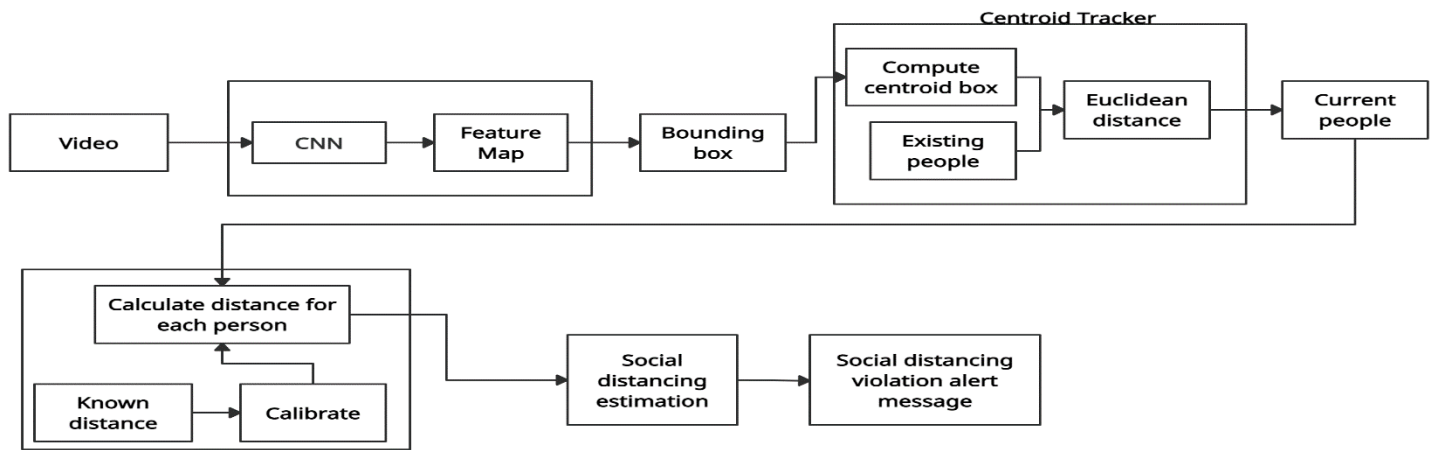 Centroid Tracker
Video
CNN
Feature
Map
Bounding
box
Compute
centroid box
Existing
people
Euclidean
distance
Current
people
Calculate distance for
each person
Known
distance
Calibrate
Social
distancing
estimation
Social distancing
violation alert
message